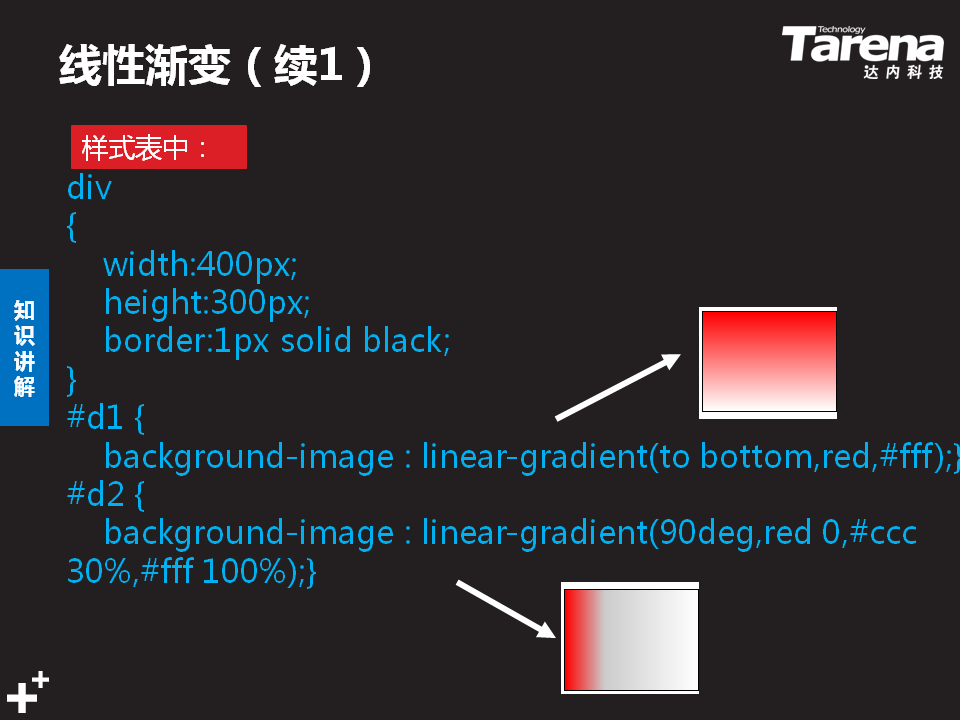 线性渐变（续1）
Technology
Tarena
达内科技
样式表中：
div
{
width:400px;
height:300px;
border:1px solid black;
}
#d1 {
background-image : linear-gradient(to bottom,red,#fff);}
#d2 {
background-image : linear-gradient(90deg,red 0,#ccc
30%,#fff 100%);}
知识讲解